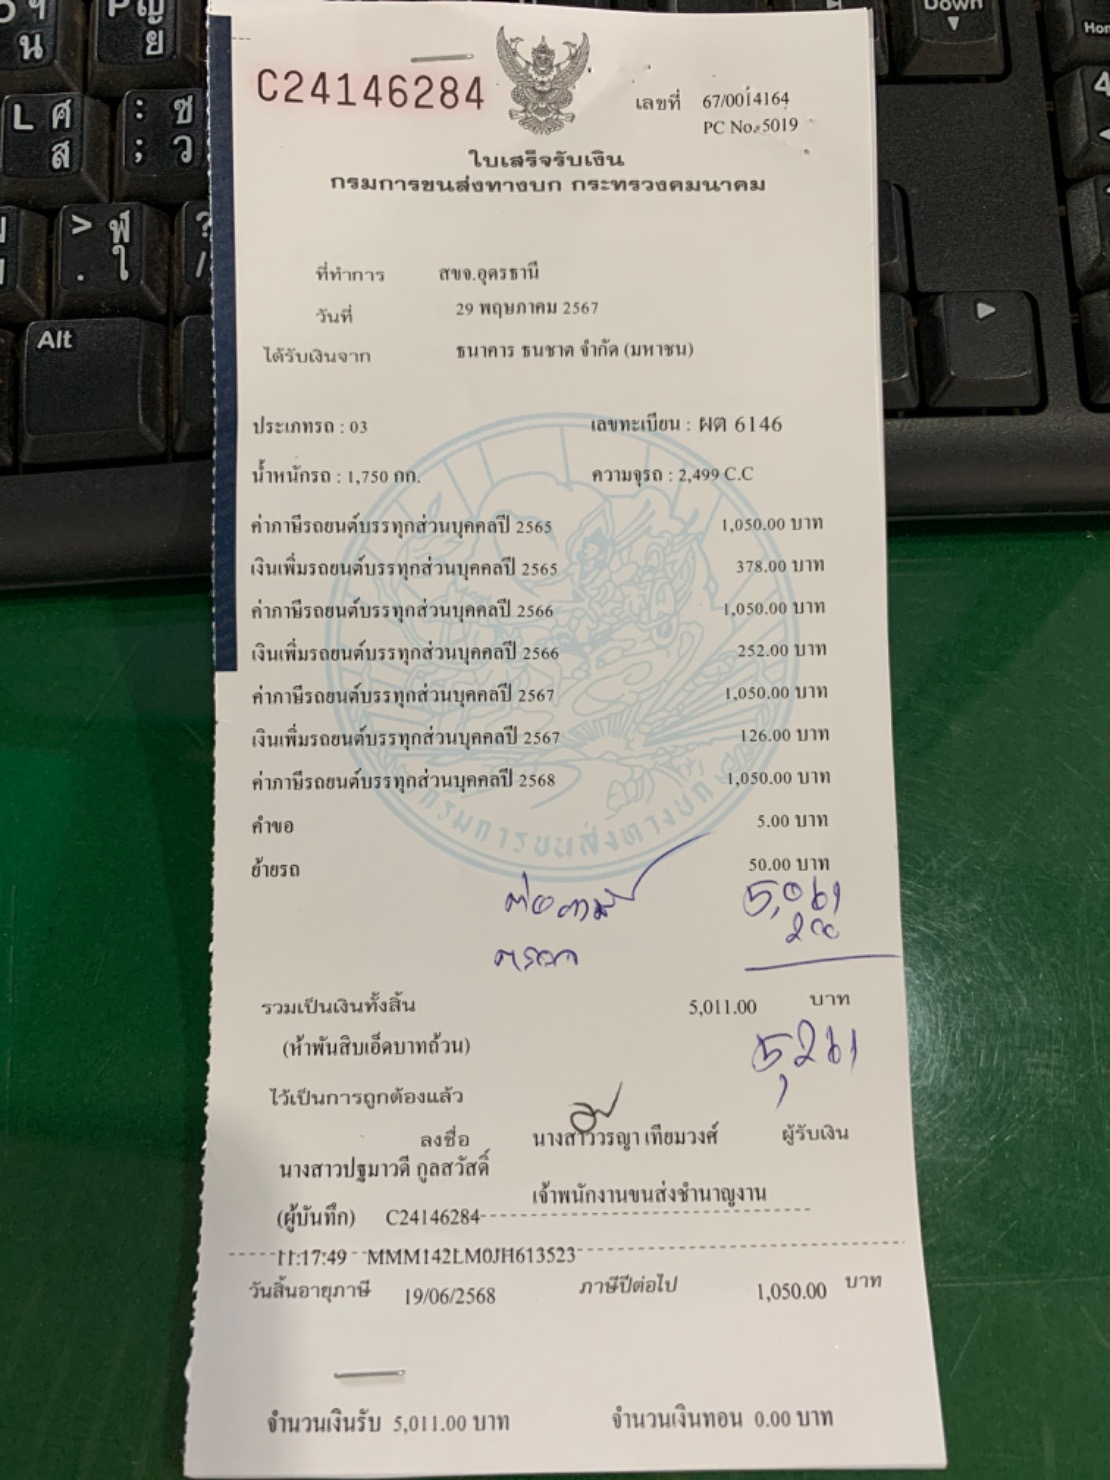 C24146284
เลขที่ 67/0014164
PC No. 5019
ใบเสร็จรับเงิน
กรมการขนส่งทางบก กระทรวงคมนาคม
ที่ทำการ สขจ.อุดรธานี
วันที่ 29 พฤษภาคม 2567
ได้รับเงินจาก ธนาคาร ธนชาต จำกัด (มหาชน)
ประเภทรถ : 03 เลขทะเบียน : ผต 6146
น้ำหนักรถ : 1,750 กก. ความจุรถ : 2,499 C.C
ค่าภาษีรถยนต์บรรทุกส่วนบุคคลปี 2565 1,050.00 บาท
เงินเพิ่มรถยนต์บรรทุกส่วนบุคคลปี 2565 378.00 บาท
ค่าภาษีรถยนต์บรรทุกส่วนบุคคลปี 2566 1,050.00 บาท
เงินเพิ่มรถยนต์บรรทุกส่วนบุคคลปี 2566 252.00 บาท
ค่าภาษีรถยนต์บรรทุกส่วนบุคคลปี 2567 1,050.00 บาท
เงินเพิ่มรถยนต์บรรทุกส่วนบุคคลปี 2567 126.00 บาท
ค่าภาษีรถยนต์บรรทุกส่วนบุคคลปี 2568 1,050.00 บาท
กรมการขนส่งทางบก
คำขอ 5.00 บาท
ย้ายรถ 50.00 บาท
5,061
200
รวมเป็นเงินทั้งสิ้น 5,011.00 บาท
(ห้าพันสิบเอ็ดบาทถ้วน)
5,261
ไว้เป็นการถูกต้องแล้ว
ลงชื่อ นางสาววรญา เทียมวงศ์ ผู้รับเงิน
นางสาวปฐมาวดี กูลสวัสดิ์
เจ้าพนักงานขนส่งชำนาญงาน
(ผู้บันทึก) C24146284
11:17:49 MMM142LM0JH613523
วันสิ้นอายุภาษี 19/06/2568 ภาษีปีต่อไป 1,050.00 บาท
จำนวนเงินรับ 5,011.00 บาท จำนวนเงินทอน 0.00 บาท
Alt
Down